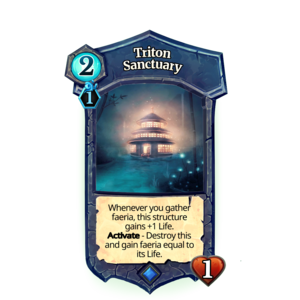 Triton
Sanctuary
2
1
Whenever you gather
faeria, this structure
gains +1 Life.
Activate - Destroy this
and gain faeria equal to
its Life.
1